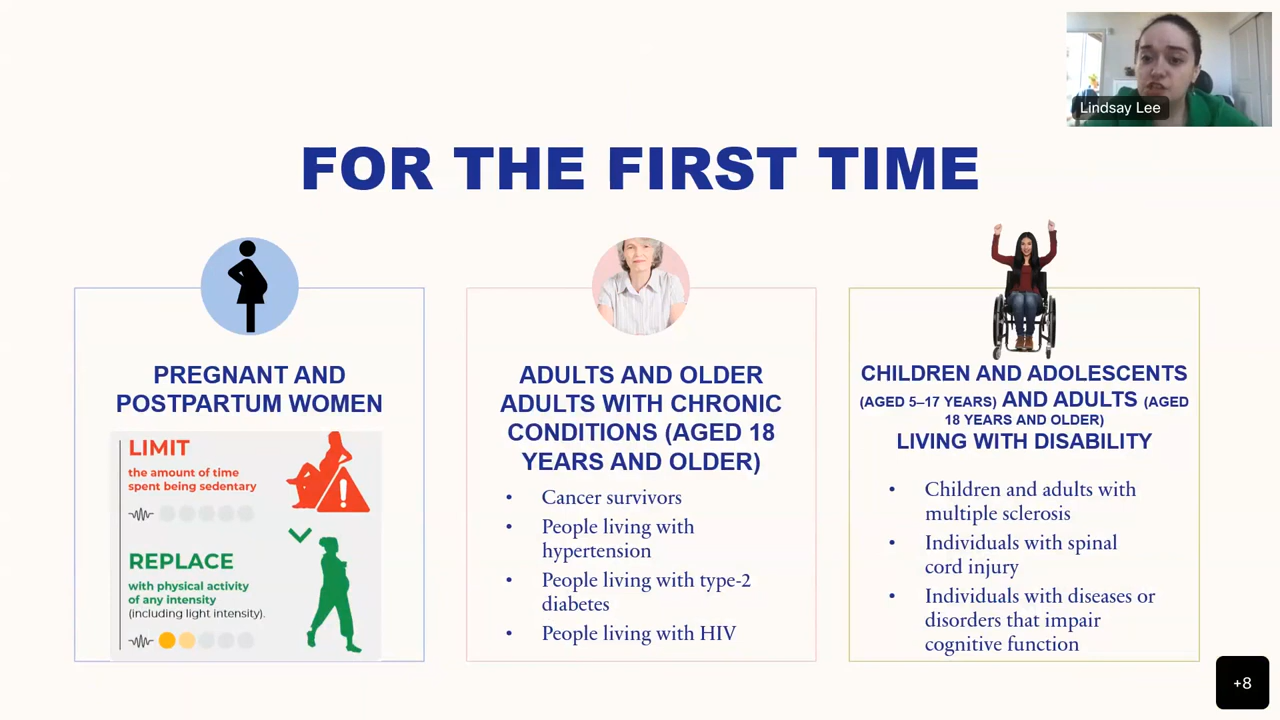 Lindsay Lee
FOR THE FIRST TIME
PREGNANT AND
POSTPARTUM WOMEN
LIMIT
the amount of time
spent being sedentary
REPLACE
with physical activity
of any intensity
(including light intensity).
ADULTS AND OLDER
ADULTS WITH CHRONIC
CONDITIONS (AGED 18
YEARS AND OLDER)
• Cancer survivors
• People living with
hypertension
• People living with type-2
diabetes
• People living with HIV
CHILDREN AND ADOLESCENTS
(AGED 5–17 YEARS) AND ADULTS (AGED
18 YEARS AND OLDER)
LIVING WITH DISABILITY
• Children and adults with
multiple sclerosis
• Individuals with spinal
cord injury
• Individuals with diseases or
disorders that impair
cognitive function
+8